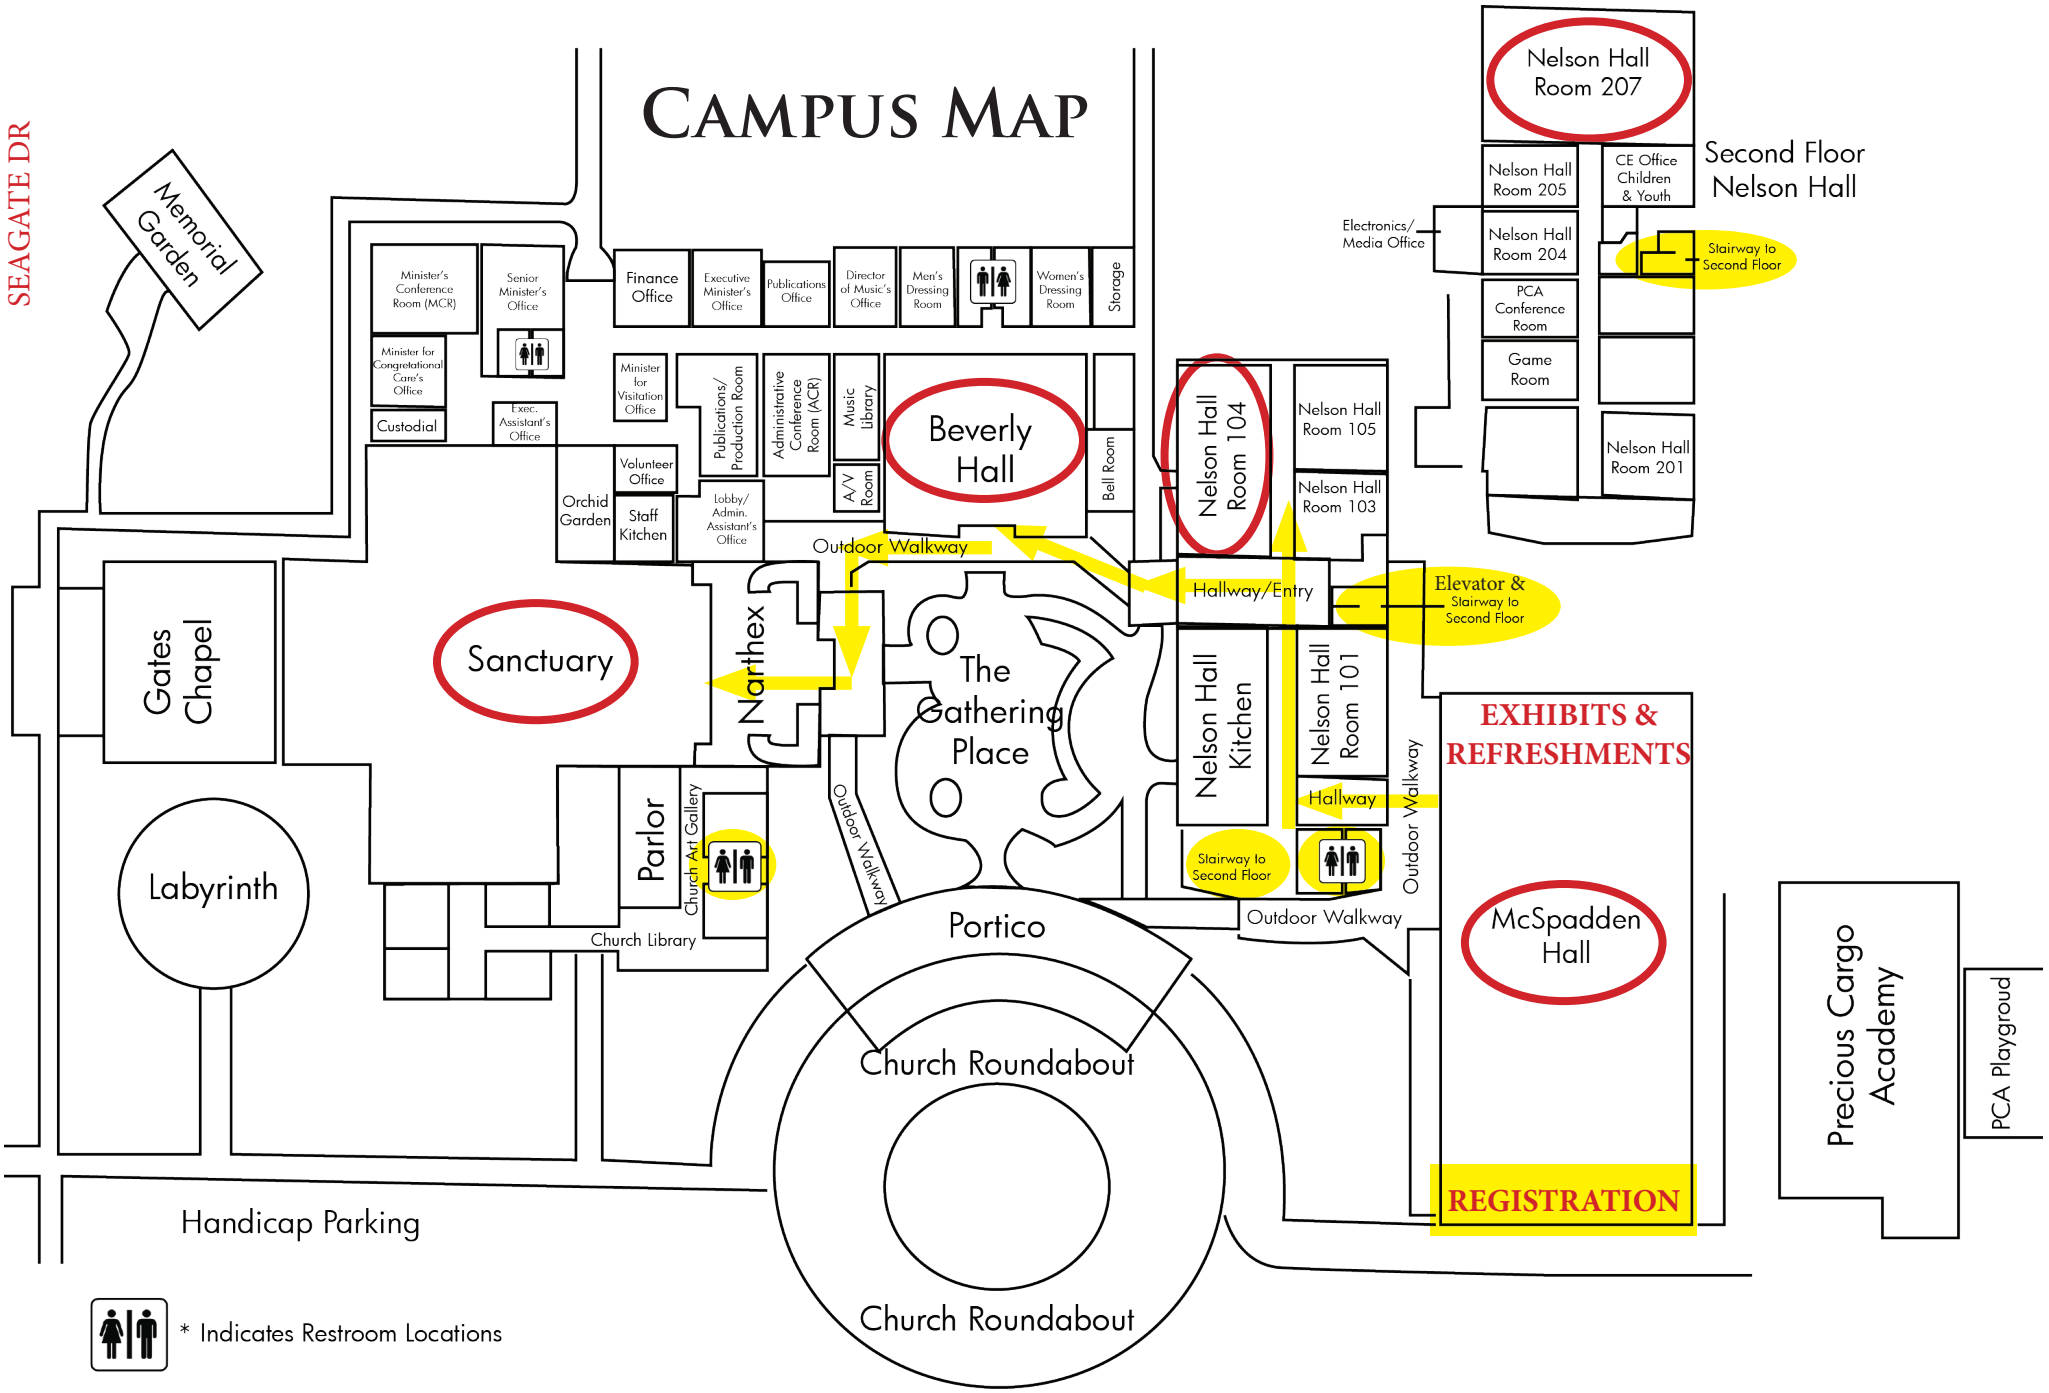 CAMPUS MAP
SEAGATE DR
Memorial
Garden
Nelson Hall
Room 207
Second Floor
Nelson Hall
Nelson Hall
Room 205
CE Office
Children
& Youth
Electronics/
Media Office
Nelson Hall
Room 204
Stairway to
Second Floor
PCA
Conference
Room
Game
Room
Nelson Hall
Room 201
Minister's
Conference
Room (MCR)
Senior
Minister's
Office
Finance
Office
Executive
Minister's
Office
Publications
Office
Director
of Music's
Office
Men's
Dressing
Room
Women's
Dressing
Room
Storage
Minister for
Congretational
Care's
Office
Custodial
Exec.
Assistant's
Office
Minister
for
Visitation
Office
Publications/
Production Room
Administrative
Conference
Room (ACR)
Music
Library
A/V
Room
Beverly
Hall
Bell Room
Nelson Hall
Room 104
Nelson Hall
Room 105
Nelson Hall
Room 103
Orchid
Garden
Volunteer
Office
Staff
Kitchen
Lobby/
Admin.
Assistant's
Office
Outdoor Walkway
Hallway/Entry
Elevator &
Stairway to
Second Floor
Gates
Chapel
Sanctuary
Narthex
The
Gathering
Place
Nelson Hall
Kitchen
Nelson Hall
Room 101
EXHIBITS &
REFRESHMENTS
Hallway
Outdoor Walkway
Outdoor Walkway
Parlor
Church Art Gallery
Stairway to
Second Floor
Labyrinth
Church Library
Portico
Outdoor Walkway
McSpadden
Hall
Precious Cargo
Academy
PCA Playgroud
Church Roundabout
REGISTRATION
Handicap Parking
Church Roundabout
* Indicates Restroom Locations